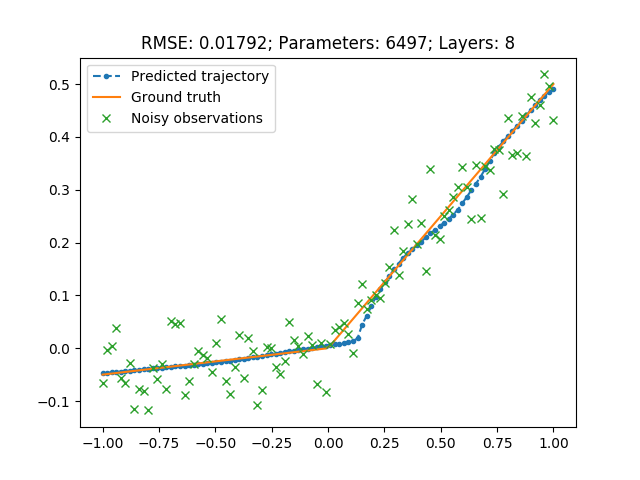 RMSE: 0.01792; Parameters: 6497; Layers: 8
Predicted trajectory
Ground truth
Noisy observations
0.5
0.4
0.3
0.2
0.1
0.0
−0.1
−1.00 −0.75 −0.50 −0.25 0.00 0.25 0.50 0.75 1.00